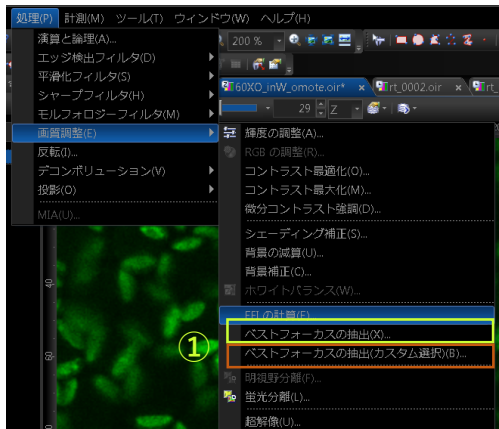 処理(P) 計測(M) ツール(T) ウィンドウ(W) ヘルプ(H)
演算と論理(A)...
200 %
エッジ検出フィルタ(D)
平滑化フィルタ(S)
シャープフィルタ(H)
60XO_inW_omote.oir* × rt_0002.oir × rt_
モルフォロジーフィルタ(M)
29 Z
画質調整(E)
輝度の調整(A)...
反転(I)...
RGB の調整(R)...
デコンボリューション(V)
コントラスト最適化(O)...
投影(O)
コントラスト最大化(M)...
MIA(U)...
微分コントラスト強調(D)...
シェーディング補正(S)...
背景の減算(U)...
背景補正(C)...
40
ホワイトバランス(W)...
EFI の計算(E)
ベストフォーカスの抽出(X)...
①
60
ベストフォーカスの抽出(カスタム選択)(B)...
明視野分離(F)...
蛍光分離(L)...
80
超解像(U)...